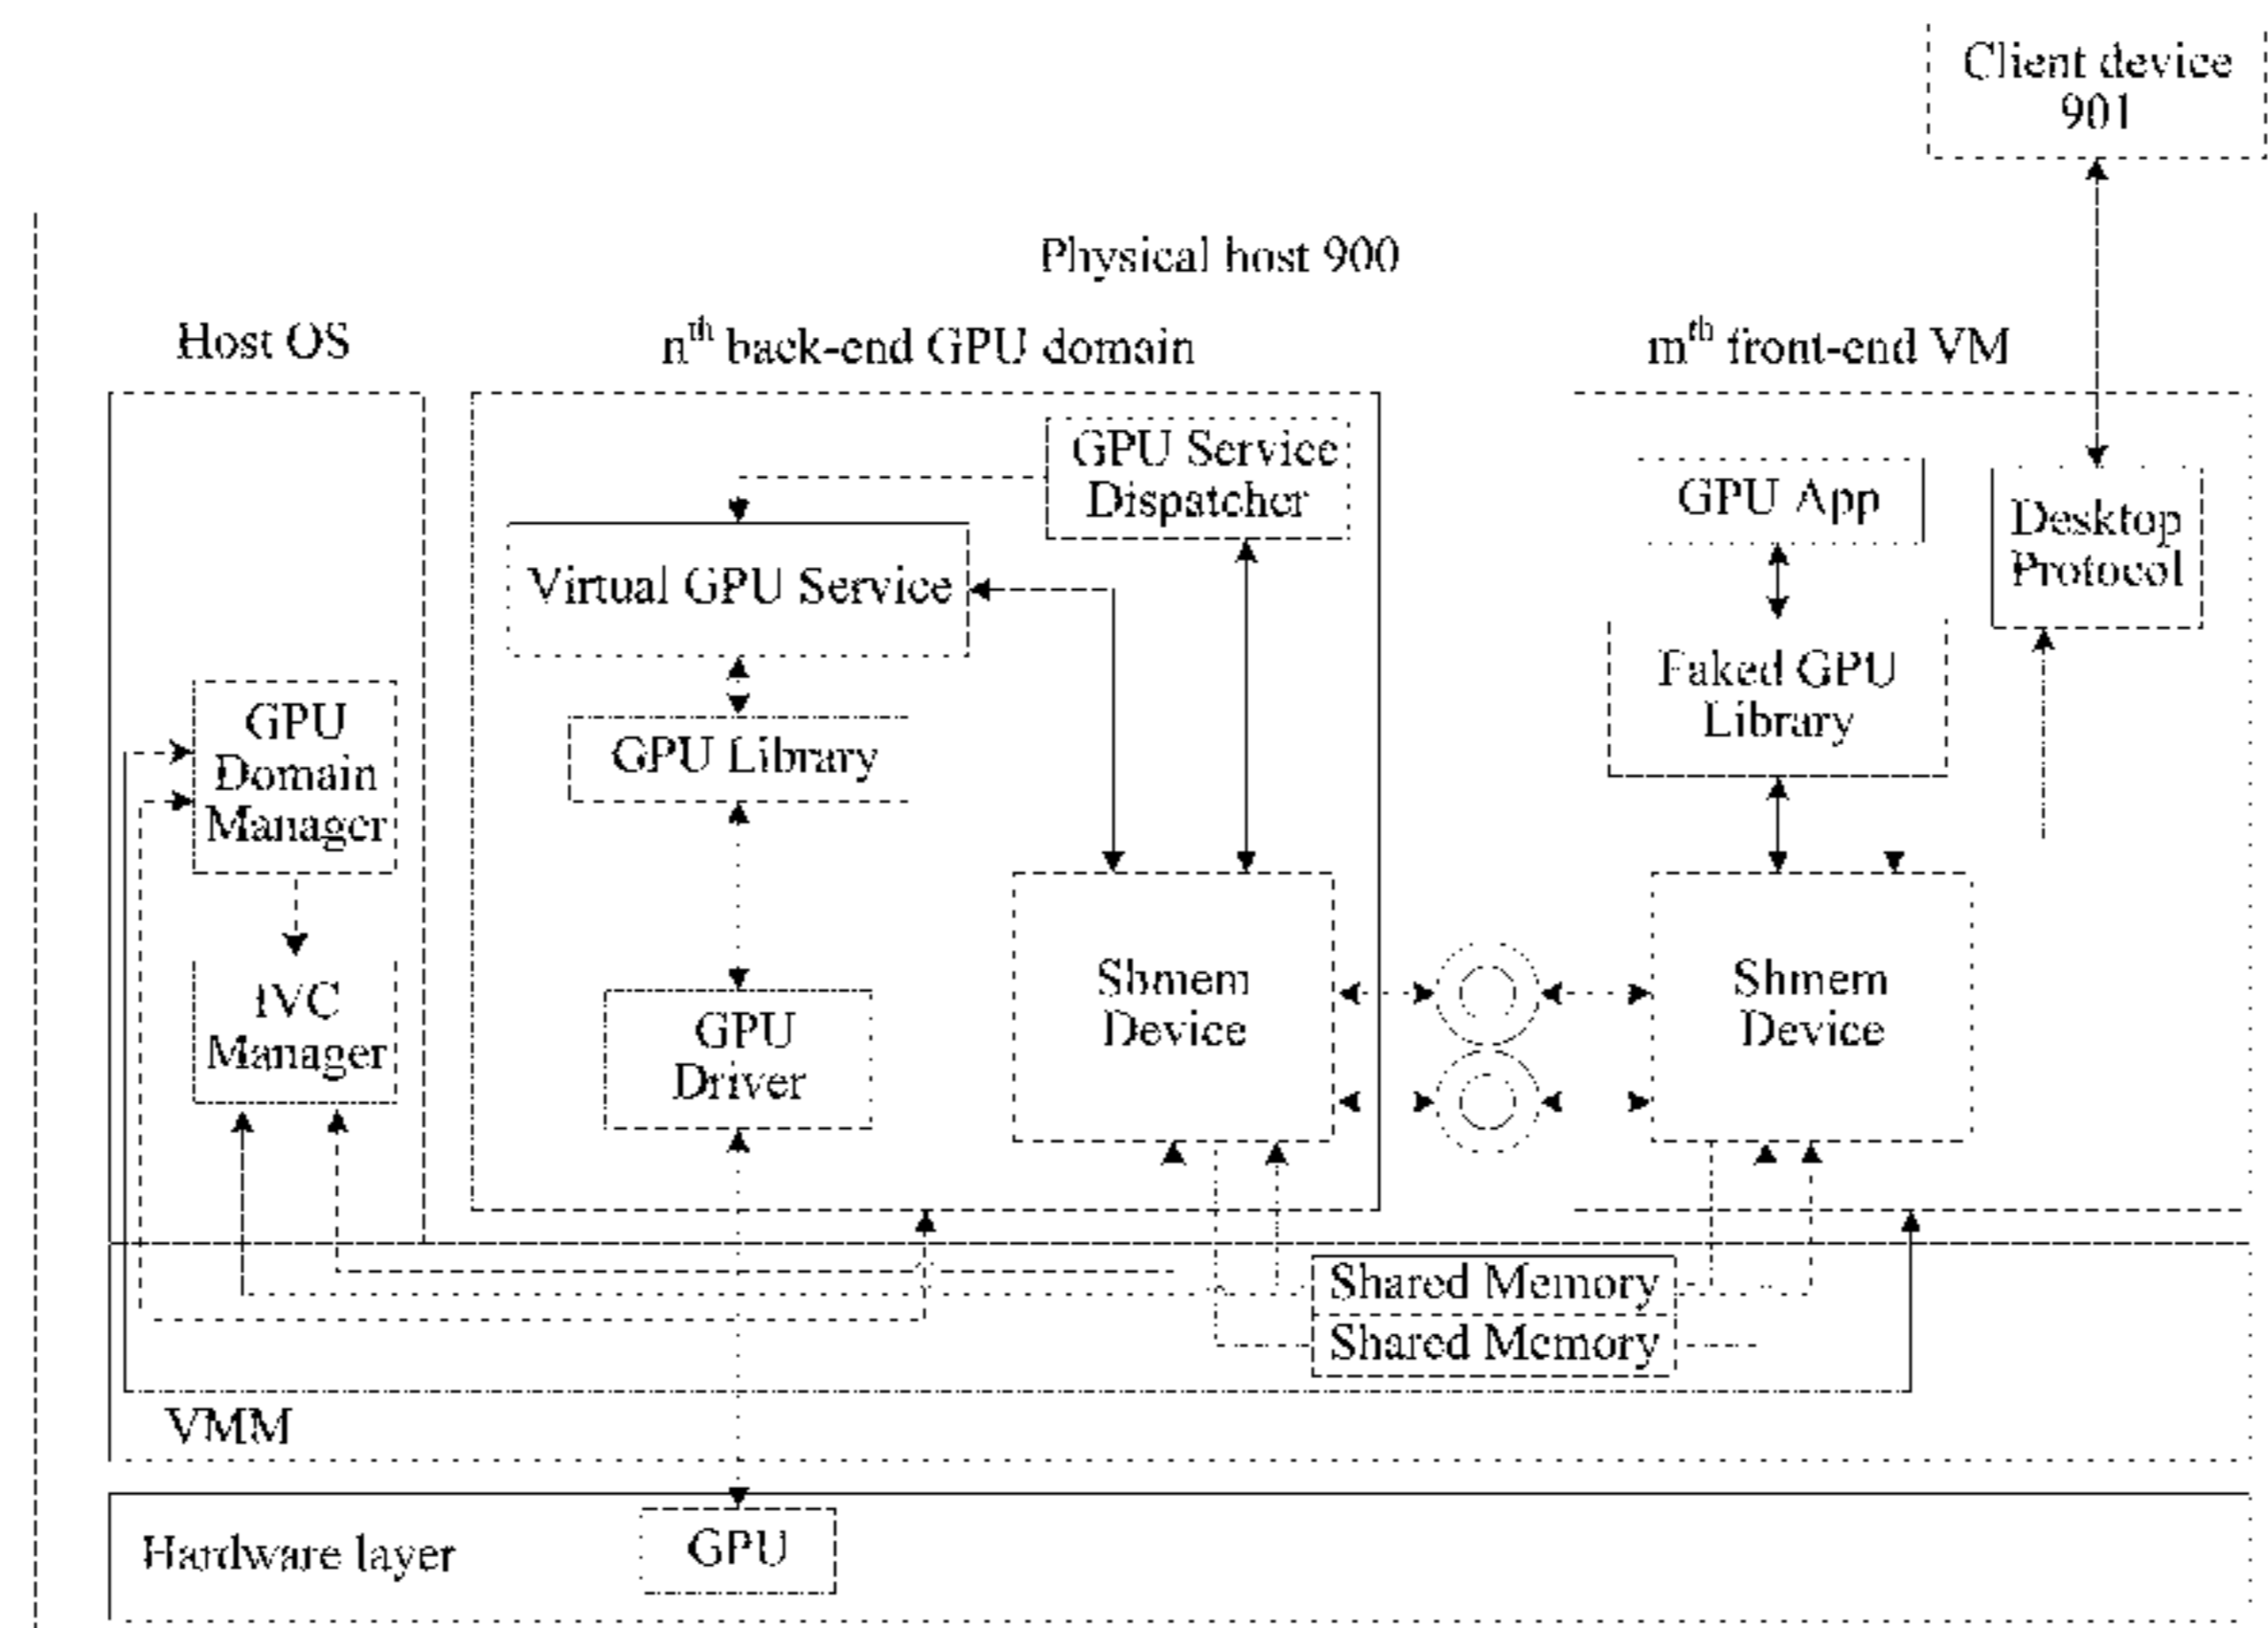 Client device
901
Physical host 900
Host OS
nth back-end GPU domain
mth front-end VM
GPU Service
Dispatcher
Virtual GPU Service
GPU Library
GPU
Driver
Shmem
Device
GPU App
Desktop
Protocol
Faked GPU
Library
Shmem
Device
GPU
Domain
Manager
IVC
Manager
Shared Memory
Shared Memory
VMM
Hardware layer
GPU